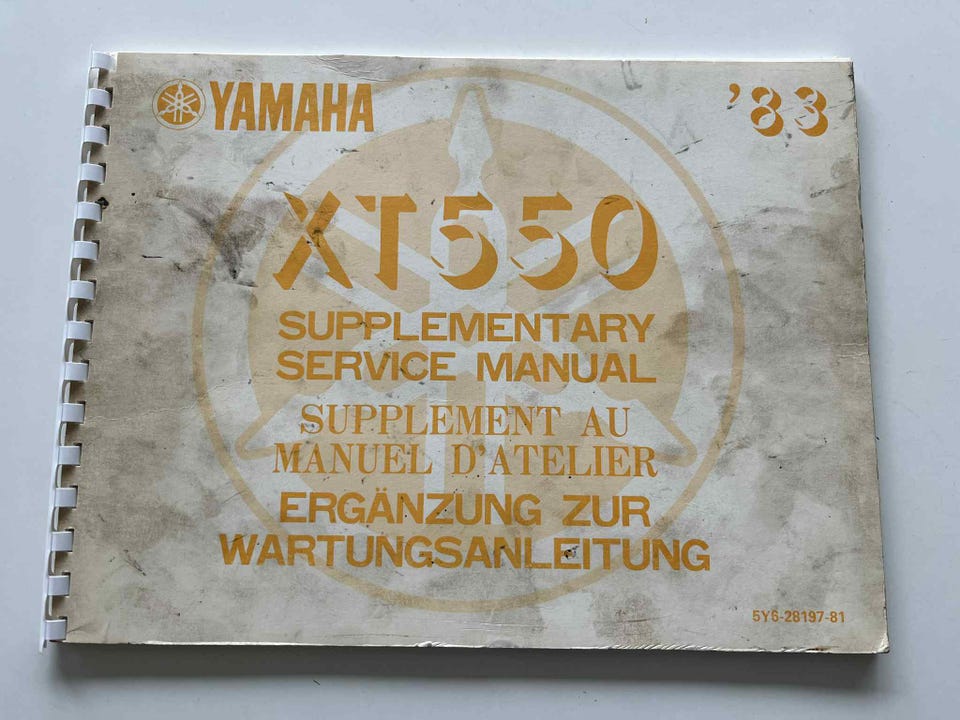 YAMAHA
'83
XT550
SUPPLEMENTARY
SERVICE MANUAL
SUPPLEMENT AU
MANUEL D'ATELIER
ERGÄNZUNG ZUR
WARTUNGSANLEITUNG
5Y6-28197-81